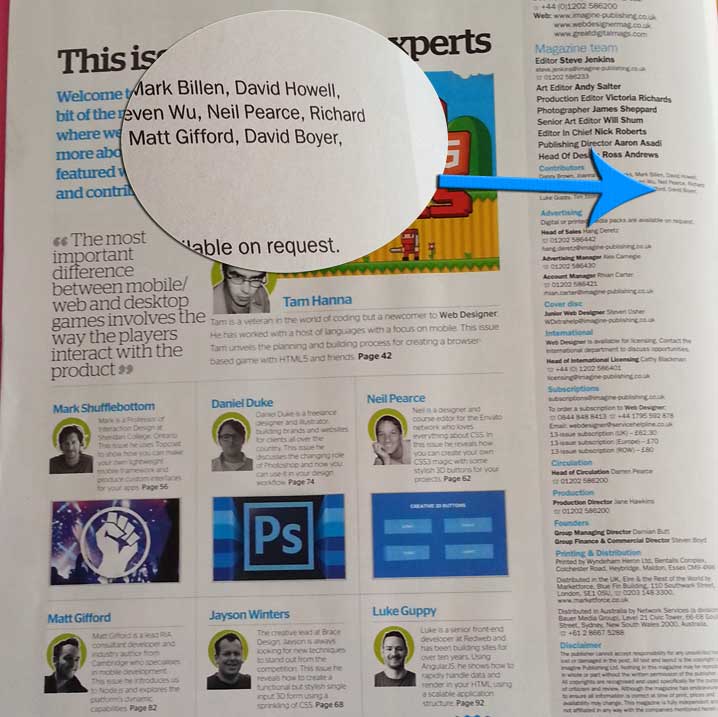 This iss
xperts
Welcome t
bit of the
where we
more abo
featured w
and contri
Mark Billen, David Howell,
even Wu, Neil Pearce, Richard
Matt Gifford, David Boyer,
lable on request.
“ The most
important
difference
between mobile/
web and desktop
games involves the
way the players
interact with the
product ”
Tam Hanna
Tam is a veteran in the world of coding but a newcomer to Web Designer.
He has worked with a host of languages with a focus on mobile. This issue
Tam unveils the planning and building process for creating a browser-
based game with HTML5 and friends. Page 42
Mark Shufflebottom
Mark is a Professor of
Interaction Design at
Sheridan College, Ontario.
This he uses Topcoat
to show how you can make
your own lightweight
mobile framework and
produce custom interfaces
for your apps. Page 56
Daniel Duke
Daniel Duke is a freelance
designer and illustrator,
building brands and websites
for clients all over the
country. This issue he
discusses the changing role
of Photoshop and how you
can use it in your design
workflow. Page 74
Ps
Neil Pearce
Neil is a designer and
course editor for the Envato
network who loves
everything about CSS. In
this issue he reveals how
you can create your own
CSS3 magic with some
stylish 3D buttons for your
projects. Page 62
CREATIVE 3D BUTTONS
Matt Gifford
Matt Gifford is a lead RIA
consultant developer and
industry author from
Cambridge who specialises
in mobile development.
This issue he introduces us
to Node.js and explores the
platform's dynamic
capabilities. Page 82
Jayson Winters
The creative lead at Brace
Design, Jayson is always
looking for new techniques
to stand out from the
competition. This issue he
reveals how to create a
functional but stylish single
input 3D form using a
sprinkling of CSS. Page 68
Luke Guppy
Luke is a senior front-end
developer at Redweb and
has been building sites for
over ten years. Using
AngularJS, he shows how to
rapidly handle data and
render in your HTML, using
a scalable application
structure. Page 92
+44 (0)1202 586200
Web: www.imagine-publishing.co.uk
www.webdesignermag.co.uk
www.greatdigitalmags.com
Magazine team
Editor Steve Jenkins
steve.jenkins@imagine-publishing.co.uk
01202 586233
Art Editor Andy Salter
Production Editor Victoria Richards
Photographer James Sheppard
Senior Art Editor Will Shum
Editor In Chief Nick Roberts
Publishing Director Aaron Asadi
Head Of Design Ross Andrews
Contributors
Mark Billen, David Howell,
Wu, Neil Pearce, Richard
David Boyer,
Luke Guppy,
Advertising
Digital or printed media packs are available on request.
Head of Sales Hang Deretz
01202 586442
hang.deretz@imagine-publishing.co.uk
Advertising Manager Alex Carnegie
01202 586430
Account Manager Rhian Carter
01202 586421
rhian.carter@imagine-publishing.co.uk
Cover disc
Junior Web Designer Steven Usher
WDxtrahelp@imagine-publishing.co.uk
International
Web Designer is available for licensing. Contact the
International department to discuss opportunities.
Head of International Licensing Cathy Blackman
+44 (0) 1202 586401
licensing@imagine-publishing.co.uk
Subscriptions
subscriptions@imagine-publishing.co.uk
To order a subscription to Web Designer:
0844 848 8413 +44 1795 592 878
Email: webdesigner@servicehelpline.co.uk
13-issue subscription (UK) – £62.30
13-issue subscription (Europe) – £70
13-issue subscription (ROW) – £80
Circulation
Head of Circulation Darren Pearce
01202 586200
Production
Production Director Jane Hawkins
01202 586200
Founders
Group Managing Director Damian Butt
Group Finance & Commercial Director Steven Boyd
Printing & Distribution
Printed by Wyndeham Heron Ltd, Bentalls Complex,
Colchester Road, Heybridge, Maldon, Essex CM9 4NW
Distributed in the UK, Eire & the Rest of the World by
Marketforce, Blue Fin Building, 110 Southwark Street,
London, SE1 0SU, 0203 148 3300,
www.marketforce.co.uk
Distributed in Australia by Network Services (a division
Bauer Media Group), Level 21 Civic Tower, 66-68 Goul
Street, Sydney, New South Wales 2000, Australia,
+61 2 8667 5288
Disclaimer
The publisher cannot accept responsibility for any unsolicited
lost or damaged in the post. All text and layout is the copyright
Imagine Publishing Ltd. Nothing in this magazine may be reprod
in whole or part without the written permission of the publisher.
All copyrights are recognised and used specifically for the purpose
of criticism and review. Although the magazine has endeavoured
to ensure all information is correct at time of print, prices and
availability may change. This magazine is fully independent and
not affiliated in any way with the companies mentioned herein.